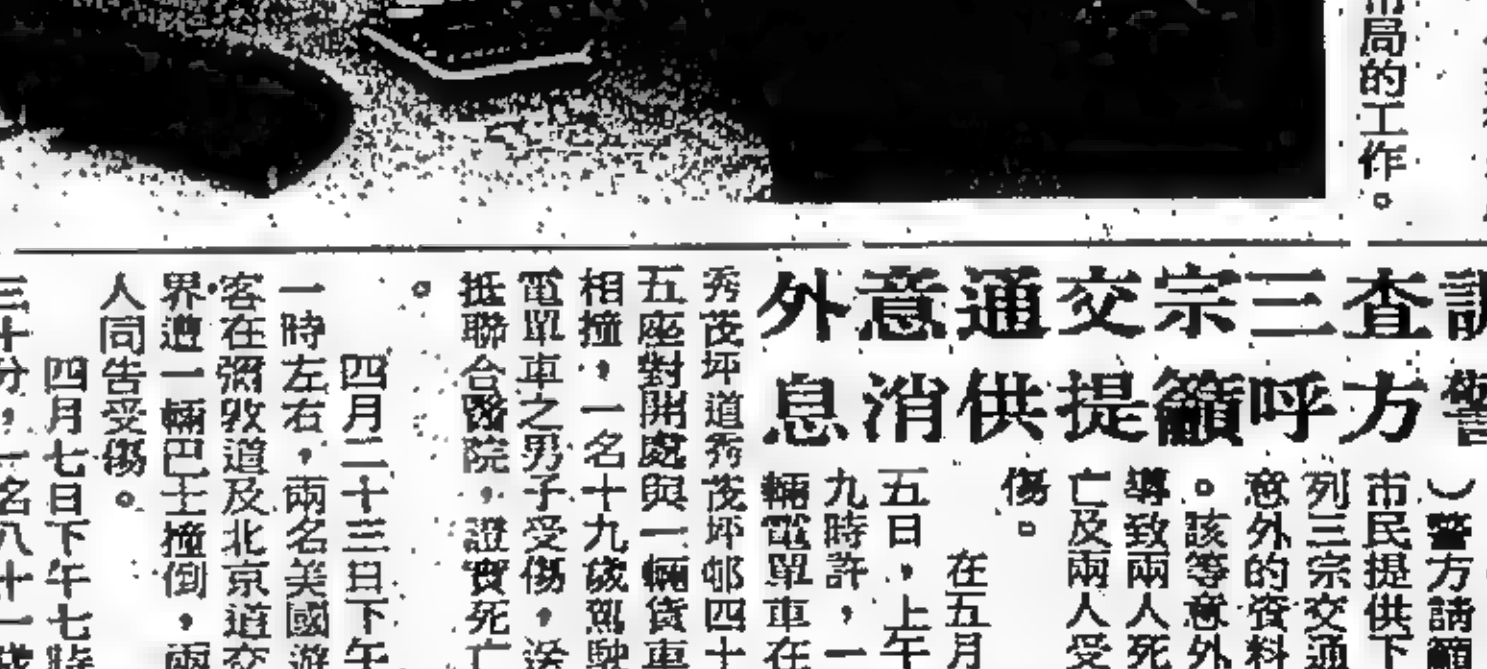 局的工作。
調查三宗交通意外
警方呼籲提供消息
）警方請籲
市民提供下
列三宗交通
意外的資料
。該等意外
導致兩人死
亡及兩人受
傷。
在五月
五日，上午
九時許，一
輛電單車在
秀茂坪道秀茂坪邨四十
五座對開處與一輛貨車
相撞，一名十九歲駕駛
電單車之男子受傷，送
抵聯合醫院，證實死亡
。
四月二十三日下午
一時左右，兩名美國遊
客在彌敦道及北京道交
界遭一輛巴士撞倒，兩
人同告受傷。
四月七日下午七時
三十分，一名八十一歲